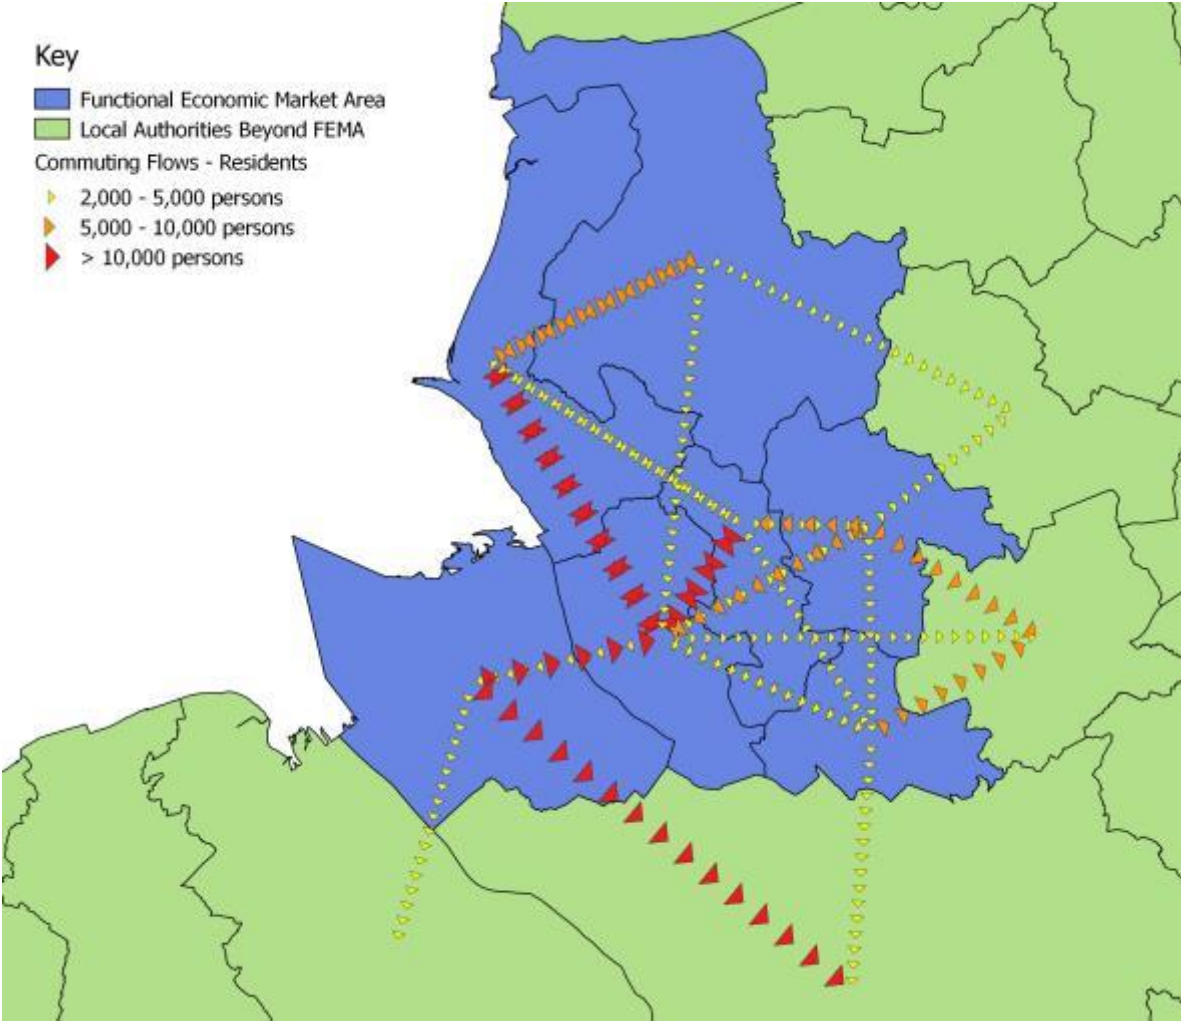 Key
Functional Economic Market Area
Local Authorities Beyond FEMA
Commuting Flows - Residents
2,000 - 5,000 persons
5,000 - 10,000 persons
> 10,000 persons